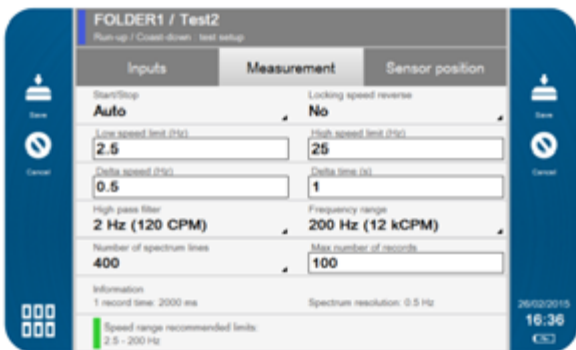 FOLDER1 / Test2
Run-up / Coast-down : test setup
Inputs
Measurement
Sensor position
Save
Cancel
Start/Stop
Auto
Locking speed reverse
No
Low speed limit (Hz)
2.5
High speed limit (Hz)
25
Delta speed (Hz)
0.5
Delta time (s)
1
High pass filter
2 Hz (120 CPM)
Frequency range
200 Hz (12 kCPM)
Number of spectrum lines
400
Max number of records
100
Information
1 record time: 2000 ms
Spectrum resolution: 0.5 Hz
Speed range recommended limits:
2.5 - 200 Hz
Save
Cancel
26/02/2015
16:36